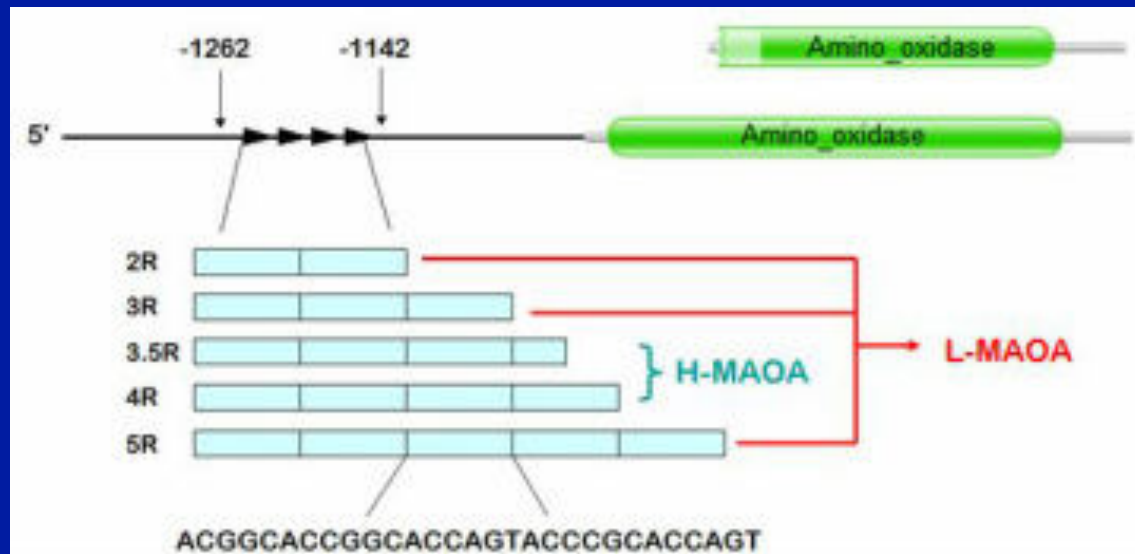 -1262 -1142 Amino_oxidase
5' Amino_oxidase
2R
3R
3.5R
H-MAOA L-MAOA
4R
5R
ACGGCACCGGCACCAGTACCCGCACCAGT